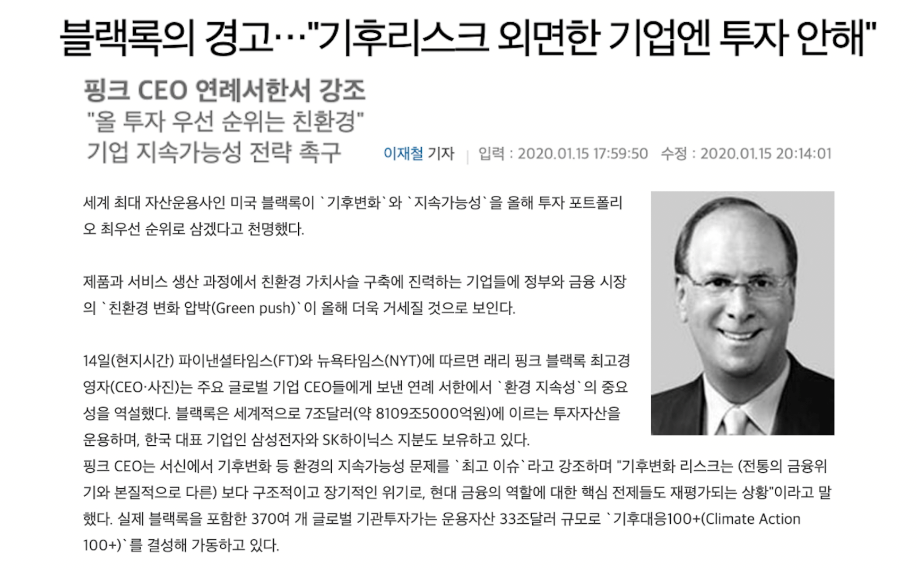 블랙록의 경고…"기후리스크 외면한 기업엔 투자 안해"
핑크 CEO 연례서한서 강조
"올 투자 우선 순위는 친환경"
기업 지속가능성 전략 촉구
이재철 기자 | 입력 : 2020.01.15 17:59:50 수정 : 2020.01.15 20:14:01
세계 최대 자산운용사인 미국 블랙록이 `기후변화`와 `지속가능성`을 올해 투자 포트폴리
오 최우선 순위로 삼겠다고 천명했다.
제품과 서비스 생산 과정에서 친환경 가치사슬 구축에 진력하는 기업들에 정부와 금융 시장
의 `친환경 변화 압박(Green push)`이 올해 더욱 거세질 것으로 보인다.
14일(현지시간) 파이낸셜타임스(FT)와 뉴욕타임스(NYT)에 따르면 래리 핑크 블랙록 최고경
영자(CEO·사진)는 주요 글로벌 기업 CEO들에게 보낸 연례 서한에서 `환경 지속성`의 중요
성을 역설했다. 블랙록은 세계적으로 7조달러(약 8109조5000억원)에 이르는 투자자산을
운용하며, 한국 대표 기업인 삼성전자와 SK하이닉스 지분도 보유하고 있다.
핑크 CEO는 서신에서 기후변화 등 환경의 지속가능성 문제를 `최고 이슈`라고 강조하며 "기후변화 리스크는 (전통의 금융위
기와 본질적으로 다른) 보다 구조적이고 장기적인 위기로, 현대 금융의 역할에 대한 핵심 전제들도 재평가되는 상황"이라고 말
했다. 실제 블랙록을 포함한 370여 개 글로벌 기관투자가는 운용자산 33조달러 규모로 `기후대응100+(Climate Action
100+)`를 결성해 가동하고 있다.